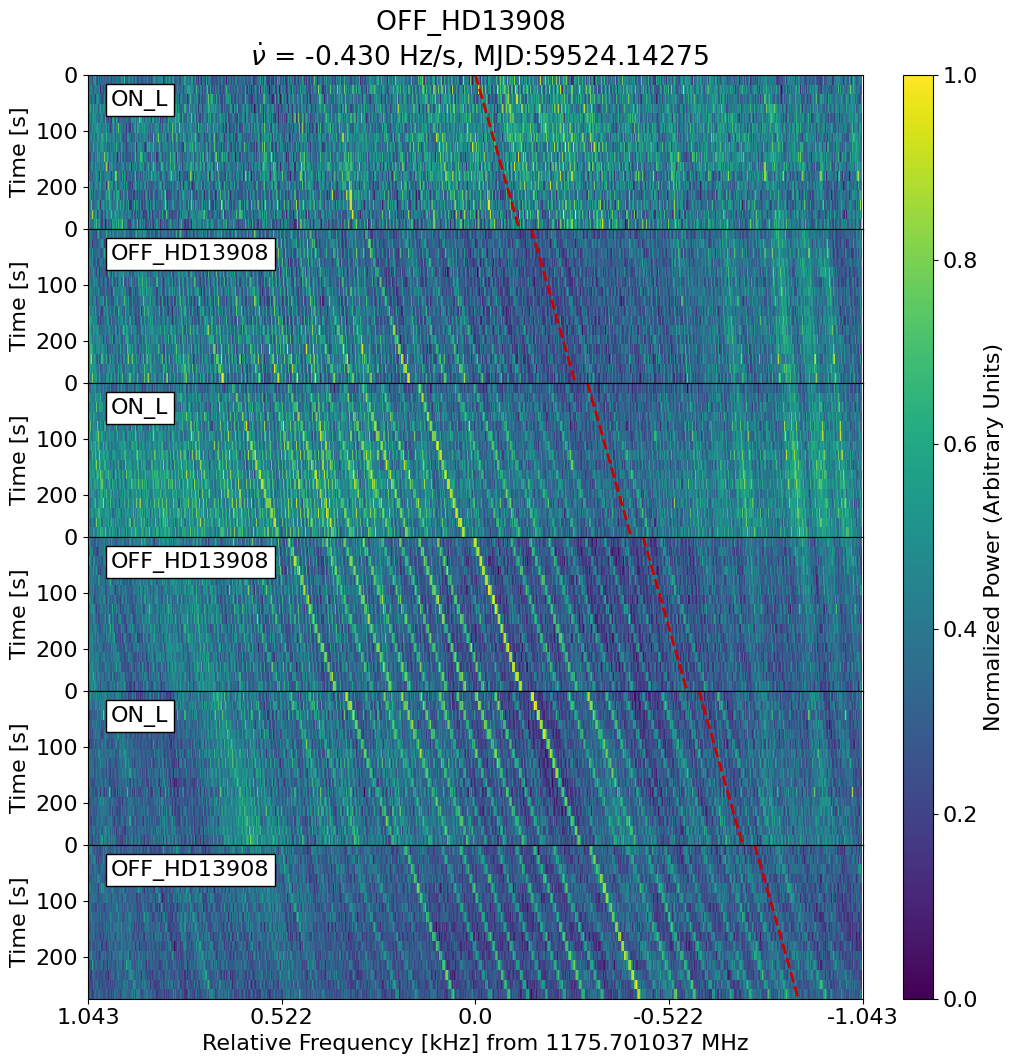 OFF_HD13908
ν̇ = -0.430 Hz/s, MJD:59524.14275
ON_L
OFF_HD13908
ON_L
OFF_HD13908
ON_L
OFF_HD13908
Time [s]
0
100
200
Time [s]
0
100
200
Time [s]
0
100
200
Time [s]
0
100
200
Time [s]
0
100
200
Time [s]
0
100
200
1.043 0.522 0.0 -0.522 -1.043
Relative Frequency [kHz] from 1175.701037 MHz
1.0
0.8
0.6
0.4
0.2
0.0
Normalized Power (Arbitrary Units)